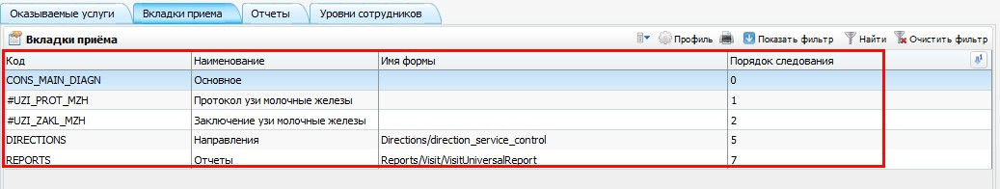 Оказываемые услуги Вкладки приема Отчеты Уровни сотрудников
Вкладки приёма Профиль Показать фильтр Найти Очистить фильтр
Код Наименование Имя формы Порядок следования
CONS_MAIN_DIAGN Основное 0
#UZI_PROT_MZH Протокол узи молочные железы 1
#UZI_ZAKL_MZH Заключение узи молочные железы 2
DIRECTIONS Направления Directions/direction_service_control 5
REPORTS Отчеты Reports/Visit/VisitUniversalReport 7